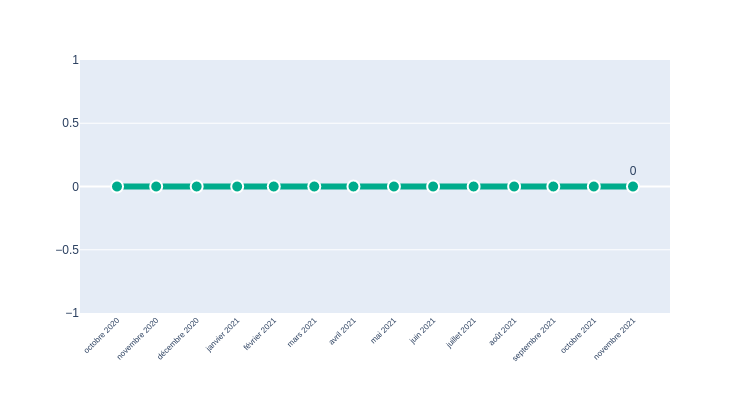 1
0.5
0
−0.5
−1
0
octobre 2020
novembre 2020
décembre 2020
janvier 2021
février 2021
mars 2021
avril 2021
mai 2021
juin 2021
juillet 2021
août 2021
septembre 2021
octobre 2021
novembre 2021